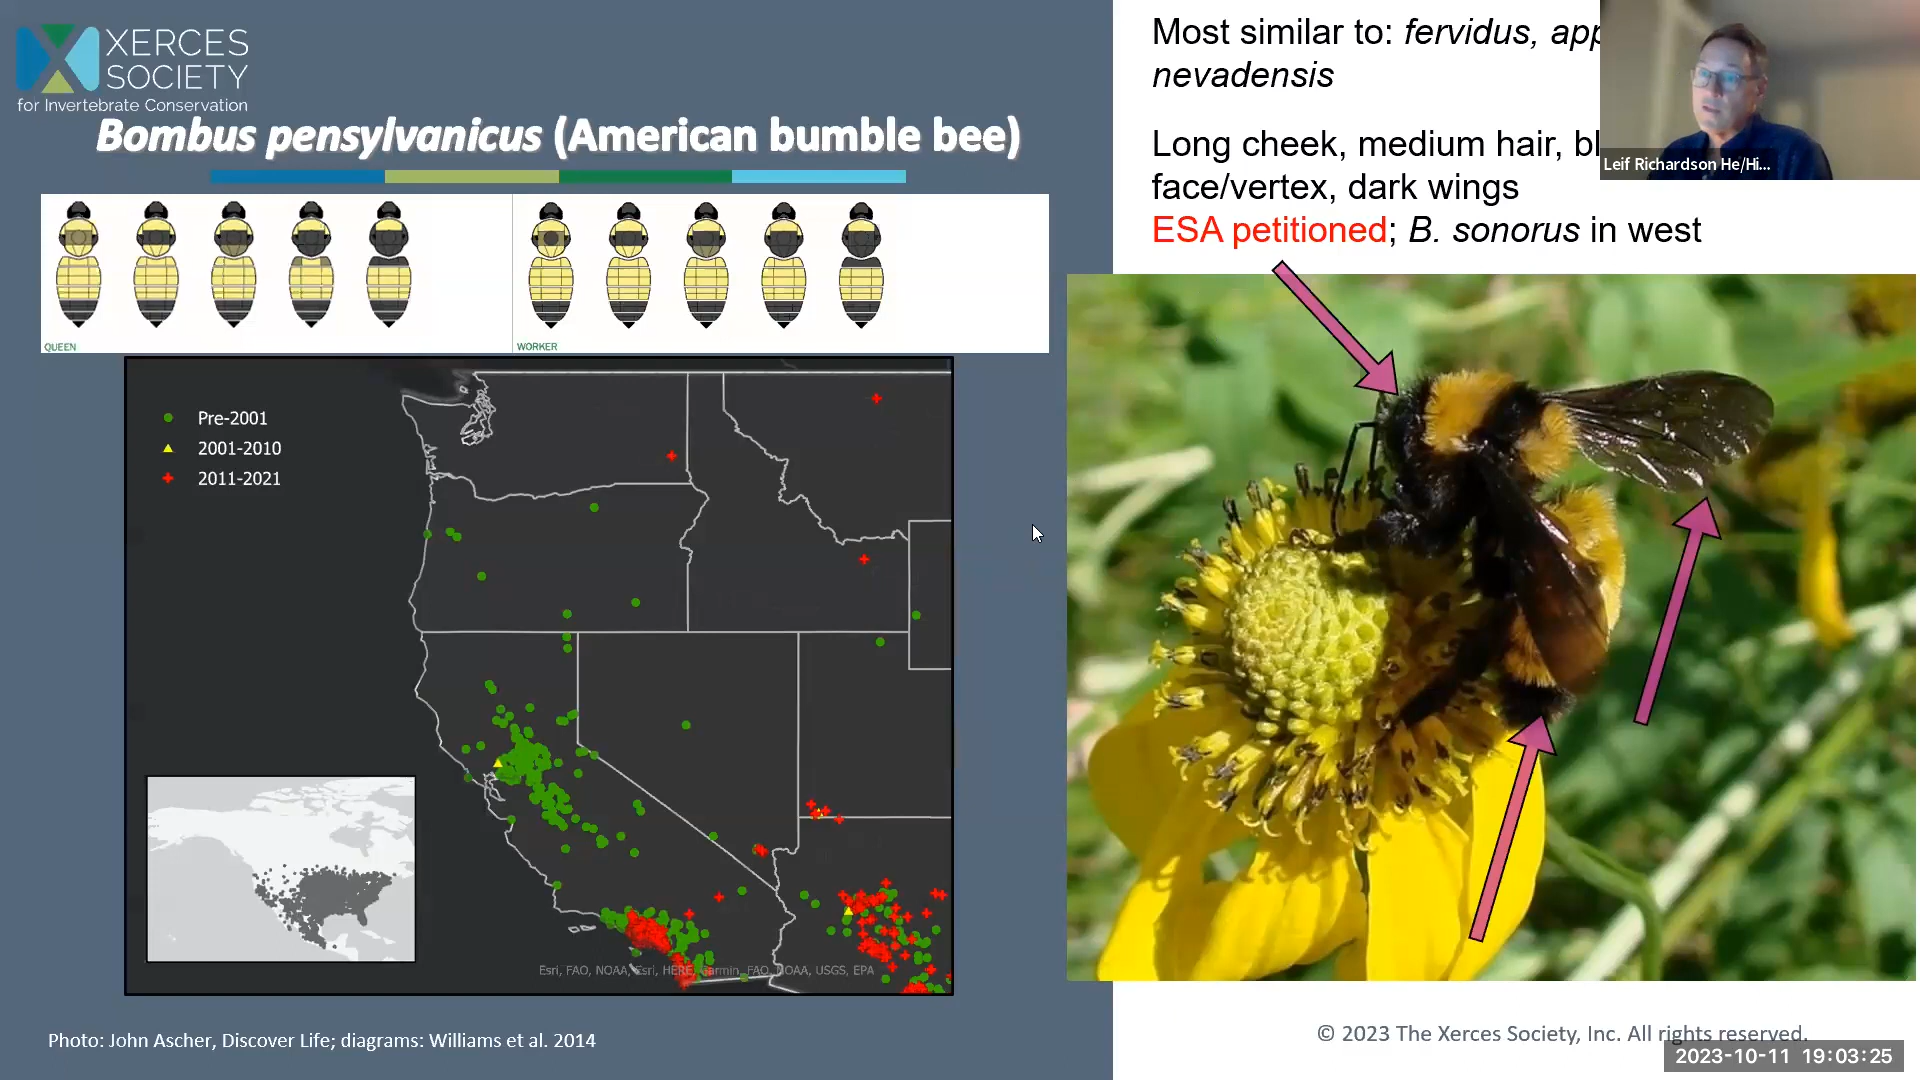 XERCES
SOCIETY
for Invertebrate Conservation
Bombus pensylvanicus (American bumble bee)
QUEEN
WORKER
Pre-2001
2001-2010
2011-2021
Esri, FAO, NOAA, Esri, HERE, Garmin, FAO, NOAA, USGS, EPA
Photo: John Ascher, Discover Life; diagrams: Williams et al. 2014
Most similar to: fervidus,
nevadensis
Long cheek, medium hair,
face/vertex, dark wings
ESA petitioned; B. sonorus in west
Leif Richardson He/Hi...
© 2023 The Xerces Society, Inc. All rights reserved.
2023-10-11 19:03:25